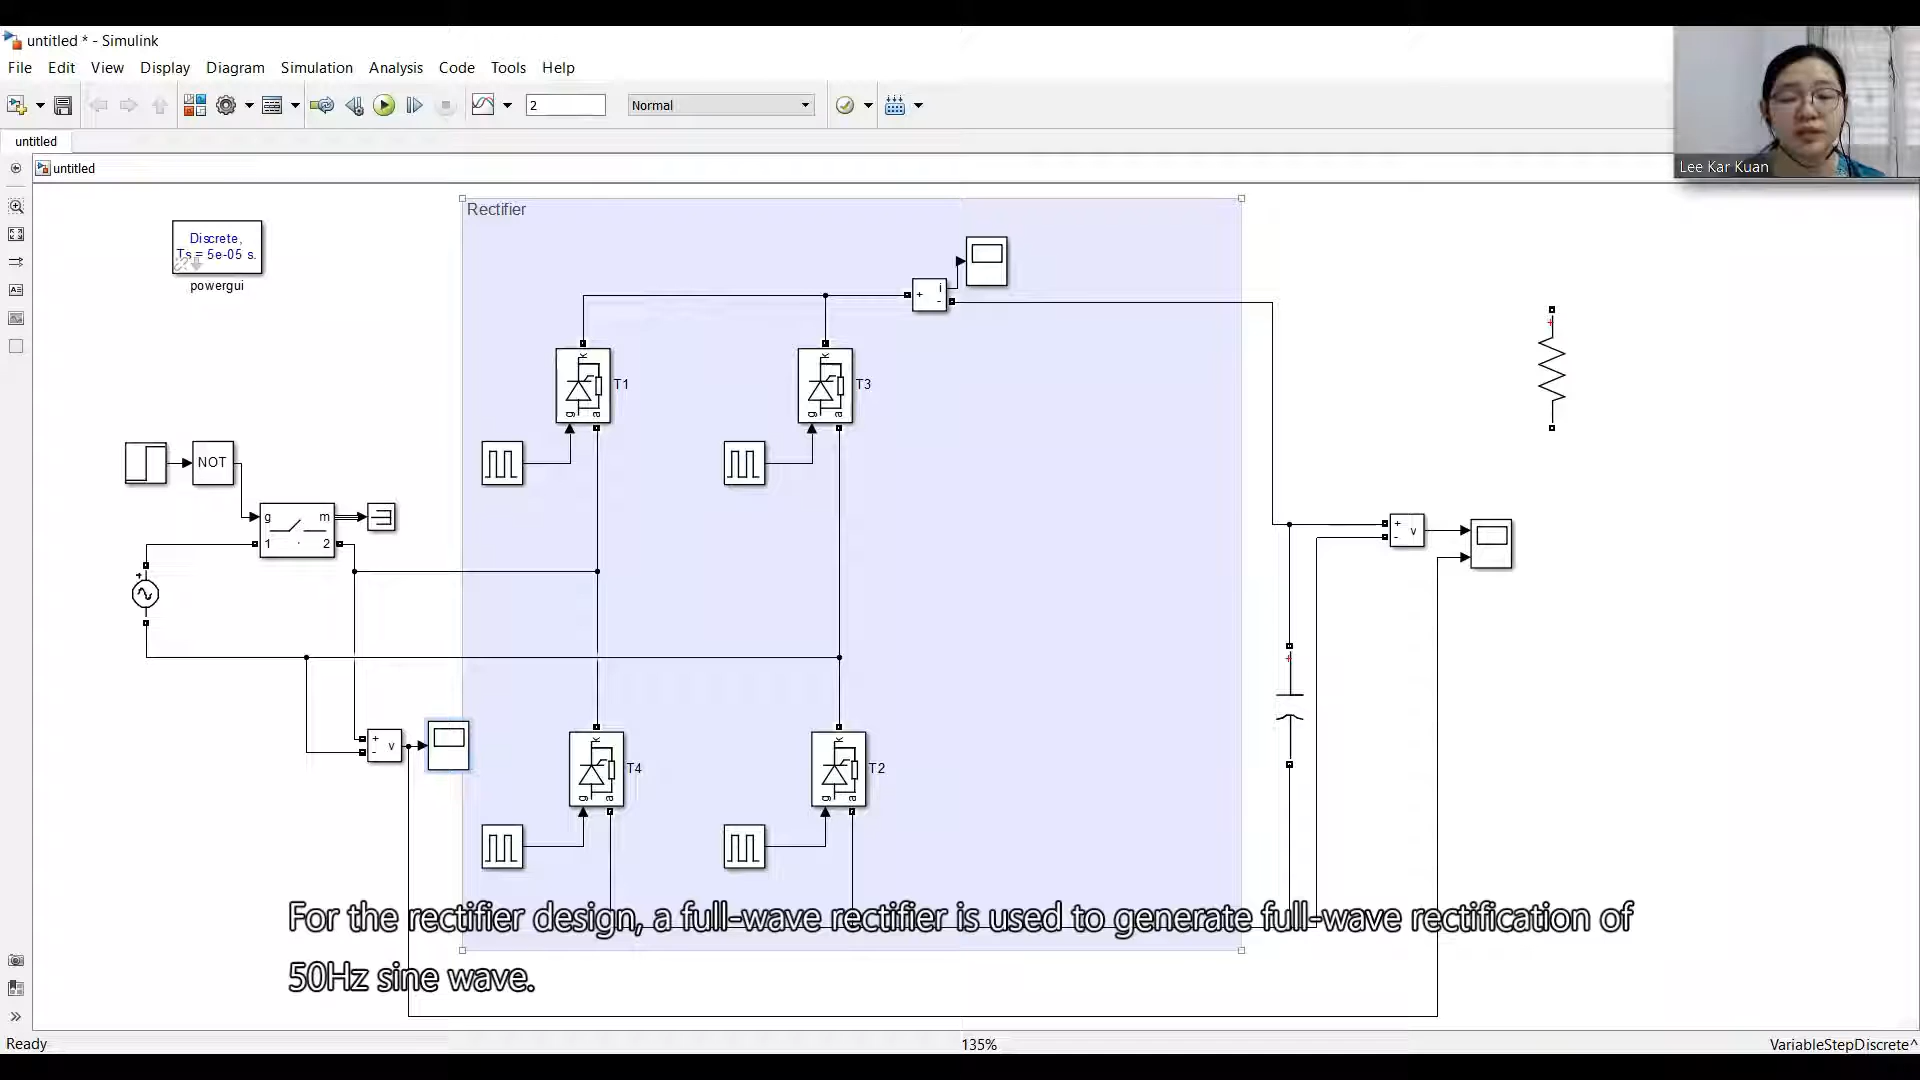 untitled * - Simulink
File Edit View Display Diagram Simulation Analysis Code Tools Help
2 Normal
untitled
untitled
Lee Kar Kuan
Rectifier
Discrete,
Ts = 5e-05 s.
powergui
+ i
-
k
g a
T1
k
g a
T3
NOT
g m
1 2
+ v
-
+ v
-
k
g a
T4
k
g a
T2
For the rectifier design, a full-wave rectifier is used to generate full-wave rectification of
50Hz sine wave.
Ready 135% VariableStepDiscrete^